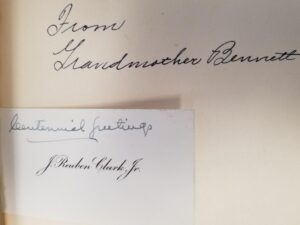 From
Grandmother Bennett
Centennial Greetings
J. Reuben Clark, Jr.